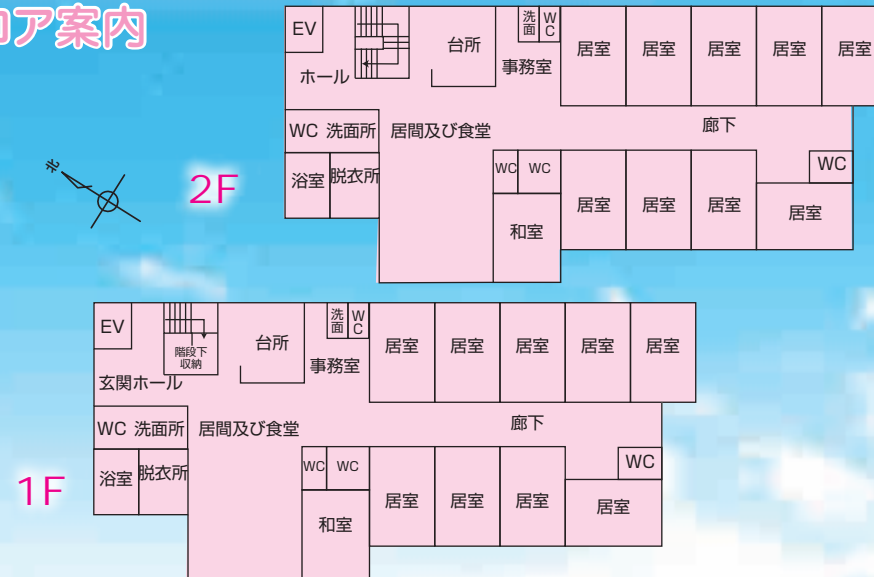 ロア案内
EV
ホール
台所
洗面
WC
事務室
居室
居室
居室
居室
居室
WC 洗面所
居間及び食堂
廊下
浴室
脱衣所
WC
WC
WC
和室
居室
居室
居室
居室
北
2F
EV
階段下
収納
玄関ホール
台所
洗面
WC
事務室
居室
居室
居室
居室
居室
WC 洗面所
居間及び食堂
廊下
浴室
脱衣所
WC
WC
WC
和室
居室
居室
居室
居室
1F